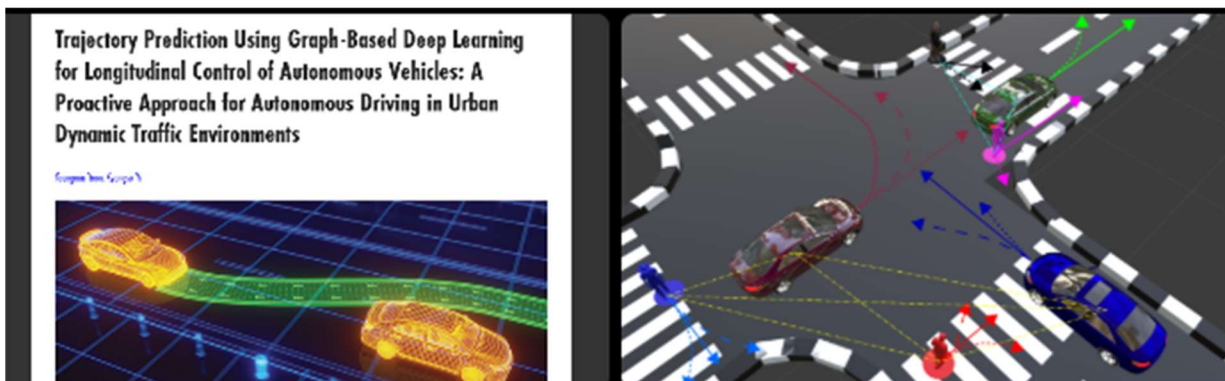 Trajectory Prediction Using Graph-Based Deep Learning
for Longitudinal Control of Autonomous Vehicles: A
Proactive Approach for Autonomous Driving in Urban
Dynamic Traffic Environments